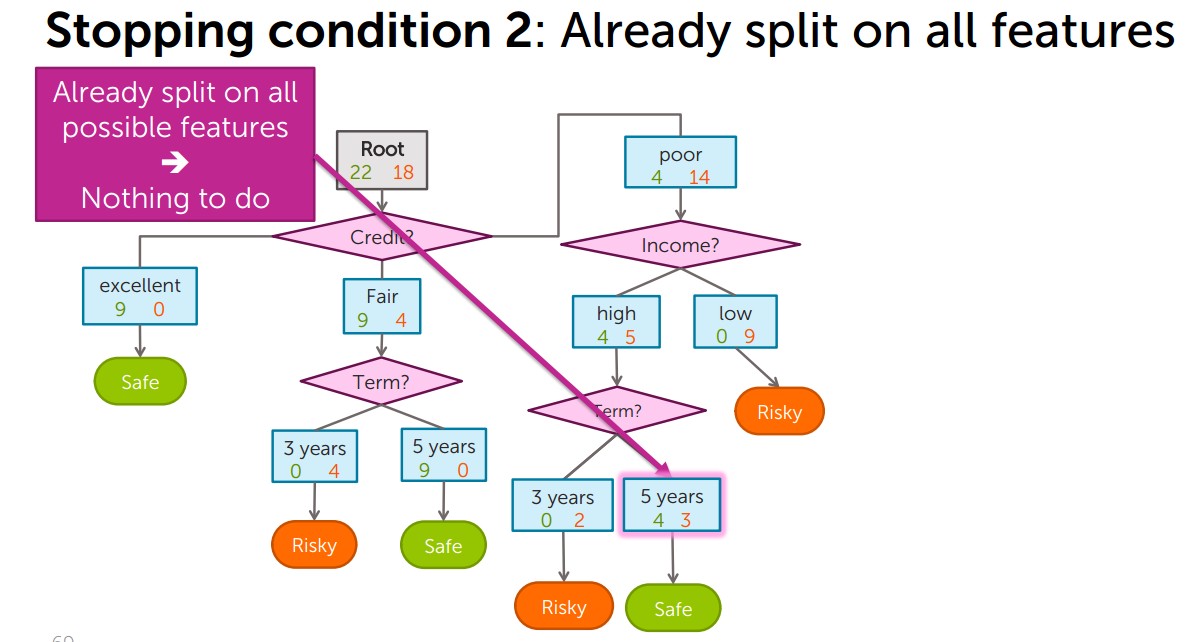 Stopping condition 2: Already split on all features
Already split on all
possible features
➔
Nothing to do
Root
22 18
Credit?
excellent
9 0
Safe
Fair
9 4
Term?
3 years
0 4
Risky
5 years
9 0
Safe
poor
4 14
Income?
high
4 5
Term?
3 years
0 2
Risky
5 years
4 3
Safe
low
0 9
Risky